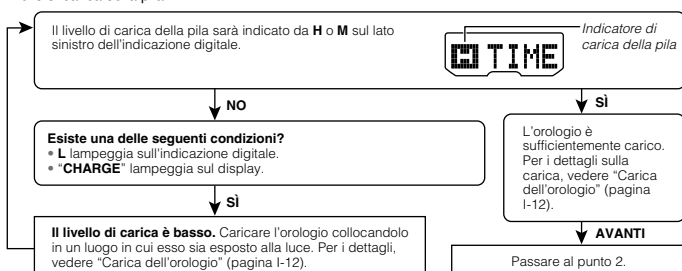 Il livello di carica della pila sarà indicato da H o M sul lato
sinistro dell'indicazione digitale.
TIME
Indicatore di
carica della pila
NO
SÌ
Esiste una delle seguenti condizioni?
• L lampeggia sull'indicazione digitale.
• "CHARGE" lampeggia sul display.
L'orologio è
sufficientemente carico.
Per i dettagli sulla
carica, vedere "Carica
dell'orologio" (pagina
I-12).
SÌ
AVANTI
Il livello di carica è basso. Caricare l'orologio collocandolo
in un luogo in cui esso sia esposto alla luce. Per i dettagli,
vedere "Carica dell'orologio" (pagina I-12).
Passare al punto 2.